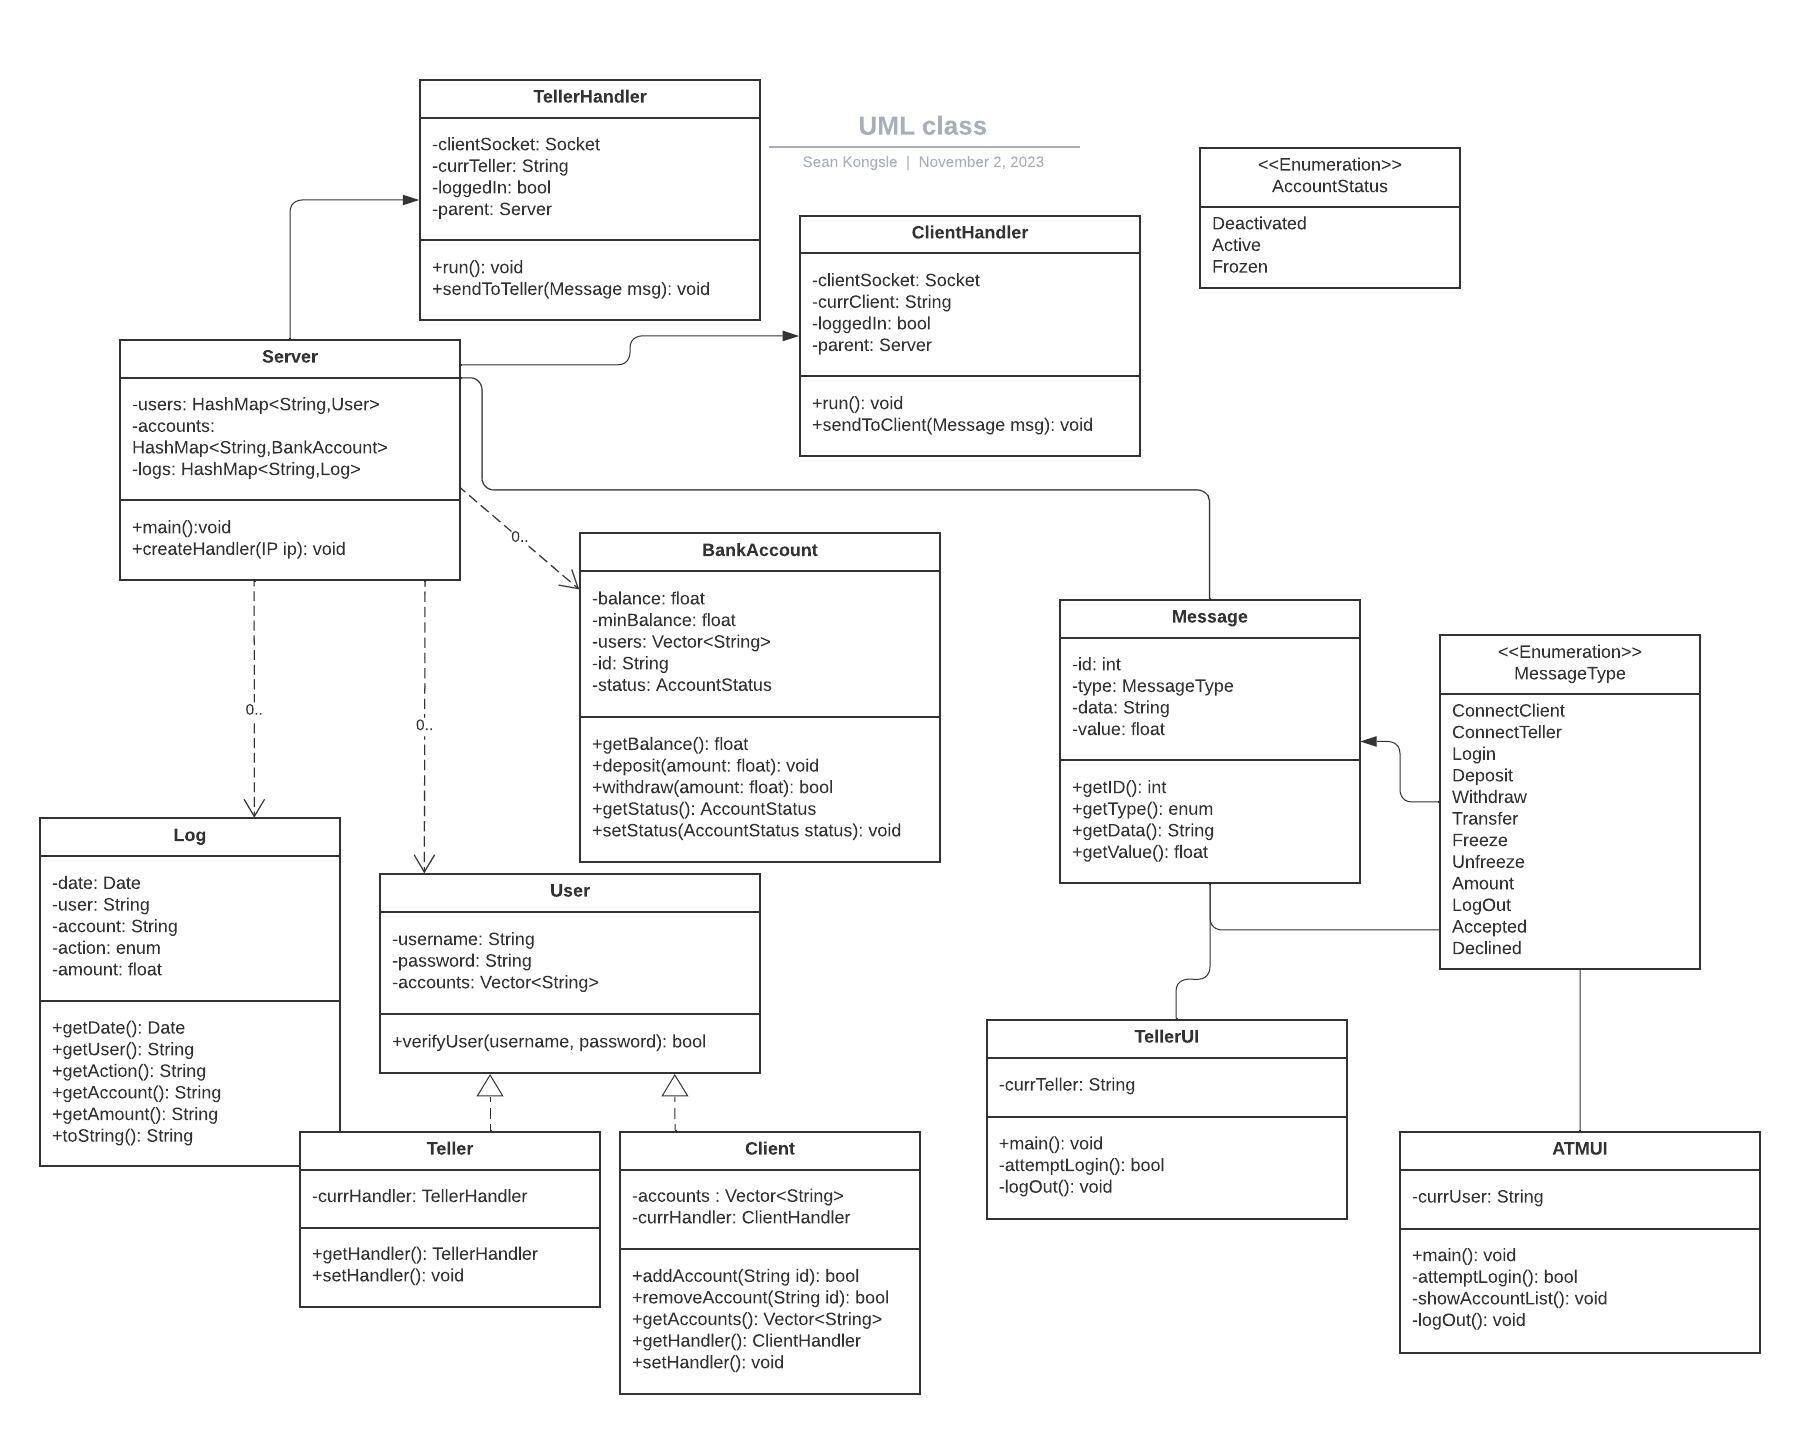 TellerHandler
-clientSocket: Socket
-currTeller: String
-loggedIn: bool
-parent: Server
+run(): void
+sendToTeller(Message msg): void
UML class
Sean Kongsle | November 2, 2023
<<Enumeration>>
AccountStatus
Deactivated
Active
Frozen
ClientHandler
-clientSocket: Socket
-currClient: String
-loggedIn: bool
-parent: Server
+run(): void
+sendToClient(Message msg): void
Server
-users: HashMap<String,User>
-accounts:
HashMap<String,BankAccount>
-logs: HashMap<String,Log>
+main():void
+createHandler(IP ip): void
0..
0..
0..
BankAccount
-balance: float
-minBalance: float
-users: Vector<String>
-id: String
-status: AccountStatus
+getBalance(): float
+deposit(amount: float): void
+withdraw(amount: float): bool
+getStatus(): AccountStatus
+setStatus(AccountStatus status): void
Message
-id: int
-type: MessageType
-data: String
-value: float
+getID(): int
+getType(): enum
+getData(): String
+getValue(): float
<<Enumeration>>
MessageType
ConnectClient
ConnectTeller
Login
Deposit
Withdraw
Transfer
Freeze
Unfreeze
Amount
LogOut
Accepted
Declined
Log
-date: Date
-user: String
-account: String
-action: enum
-amount: float
+getDate(): Date
+getUser(): String
+getAction(): String
+getAccount(): String
+getAmount(): String
+toString(): String
User
-username: String
-password: String
-accounts: Vector<String>
+verifyUser(username, password): bool
Teller
-currHandler: TellerHandler
+getHandler(): TellerHandler
+setHandler(): void
Client
-accounts : Vector<String>
-currHandler: ClientHandler
+addAccount(String id): bool
+removeAccount(String id): bool
+getAccounts(): Vector<String>
+getHandler(): ClientHandler
+setHandler(): void
TellerUI
-currTeller: String
+main(): void
-attemptLogin(): bool
-logOut(): void
ATMUI
-currUser: String
+main(): void
-attemptLogin(): bool
-showAccountList(): void
-logOut(): void